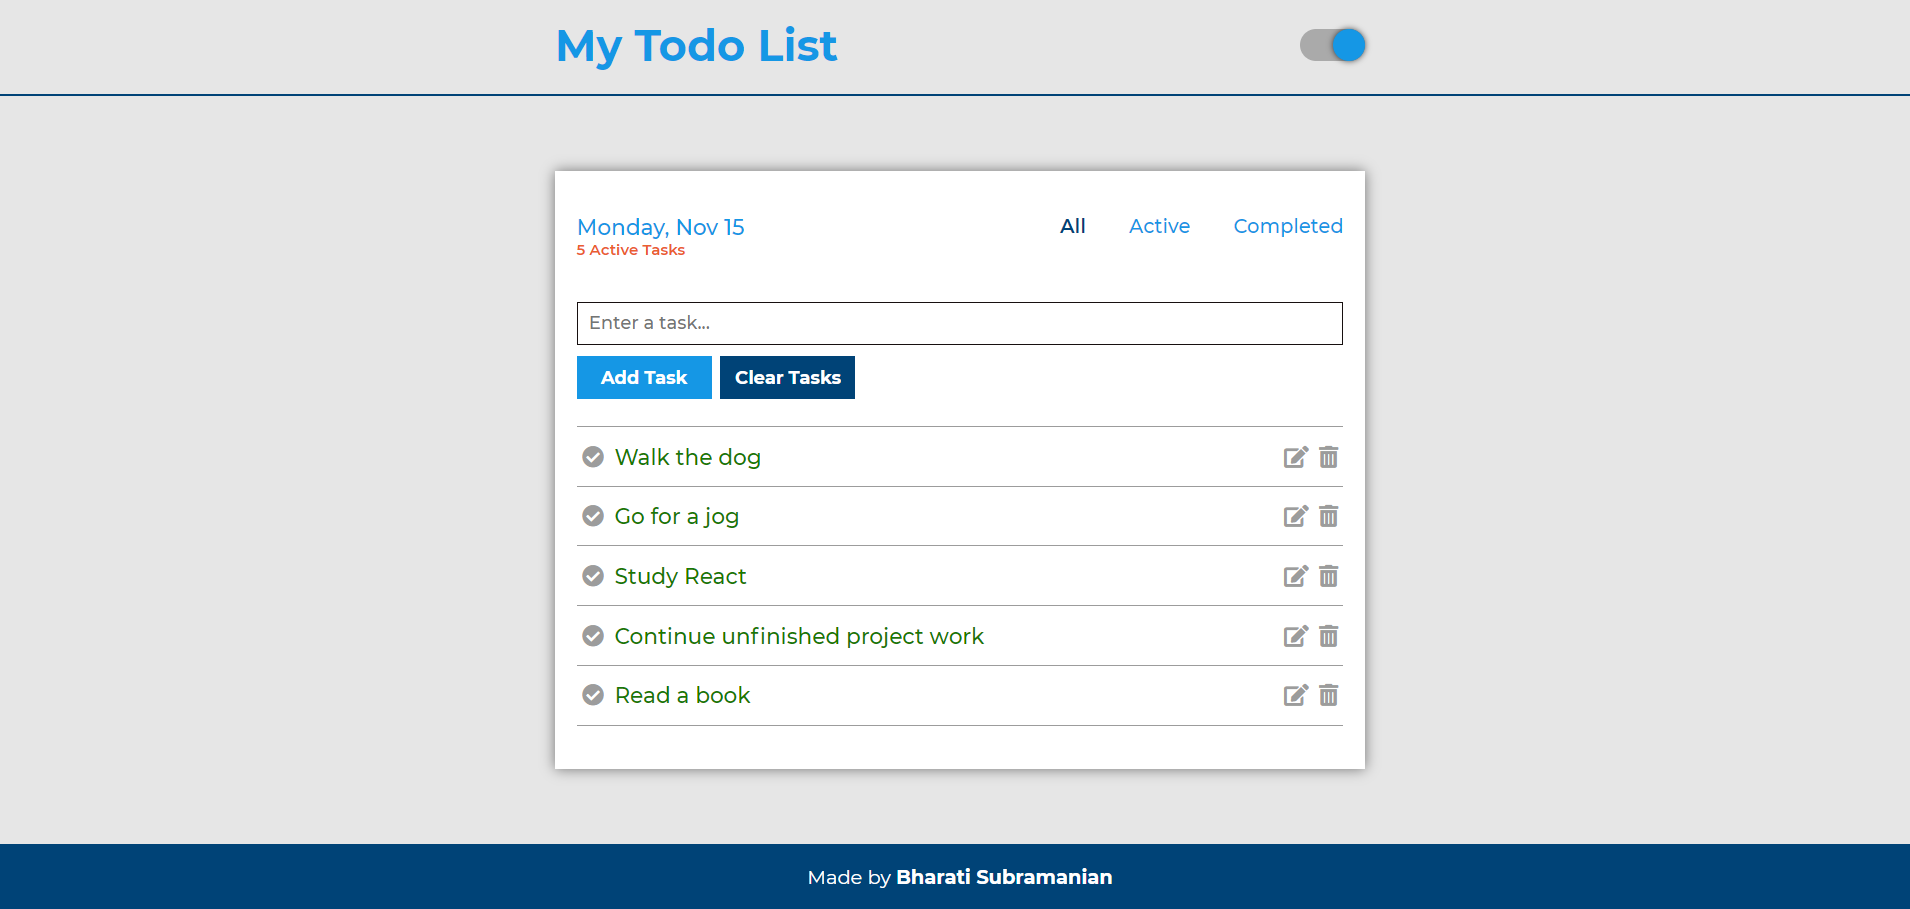 My Todo List
Monday, Nov 15
All Active Completed
5 Active Tasks
Enter a task...
Add Task Clear Tasks
Walk the dog
Go for a jog
Study React
Continue unfinished project work
Read a book
Made by Bharati Subramanian